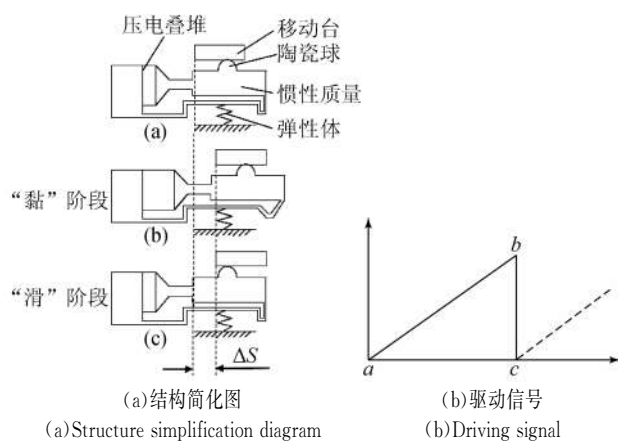 压电叠堆
移动台
陶瓷球
惯性质量
弹性体
(a)
“黏”阶段
(b)
“滑”阶段
(c)
ΔS
b
a
c
(a)结构简化图
(a)Structure simplification diagram
(b)驱动信号
(b)Driving signal